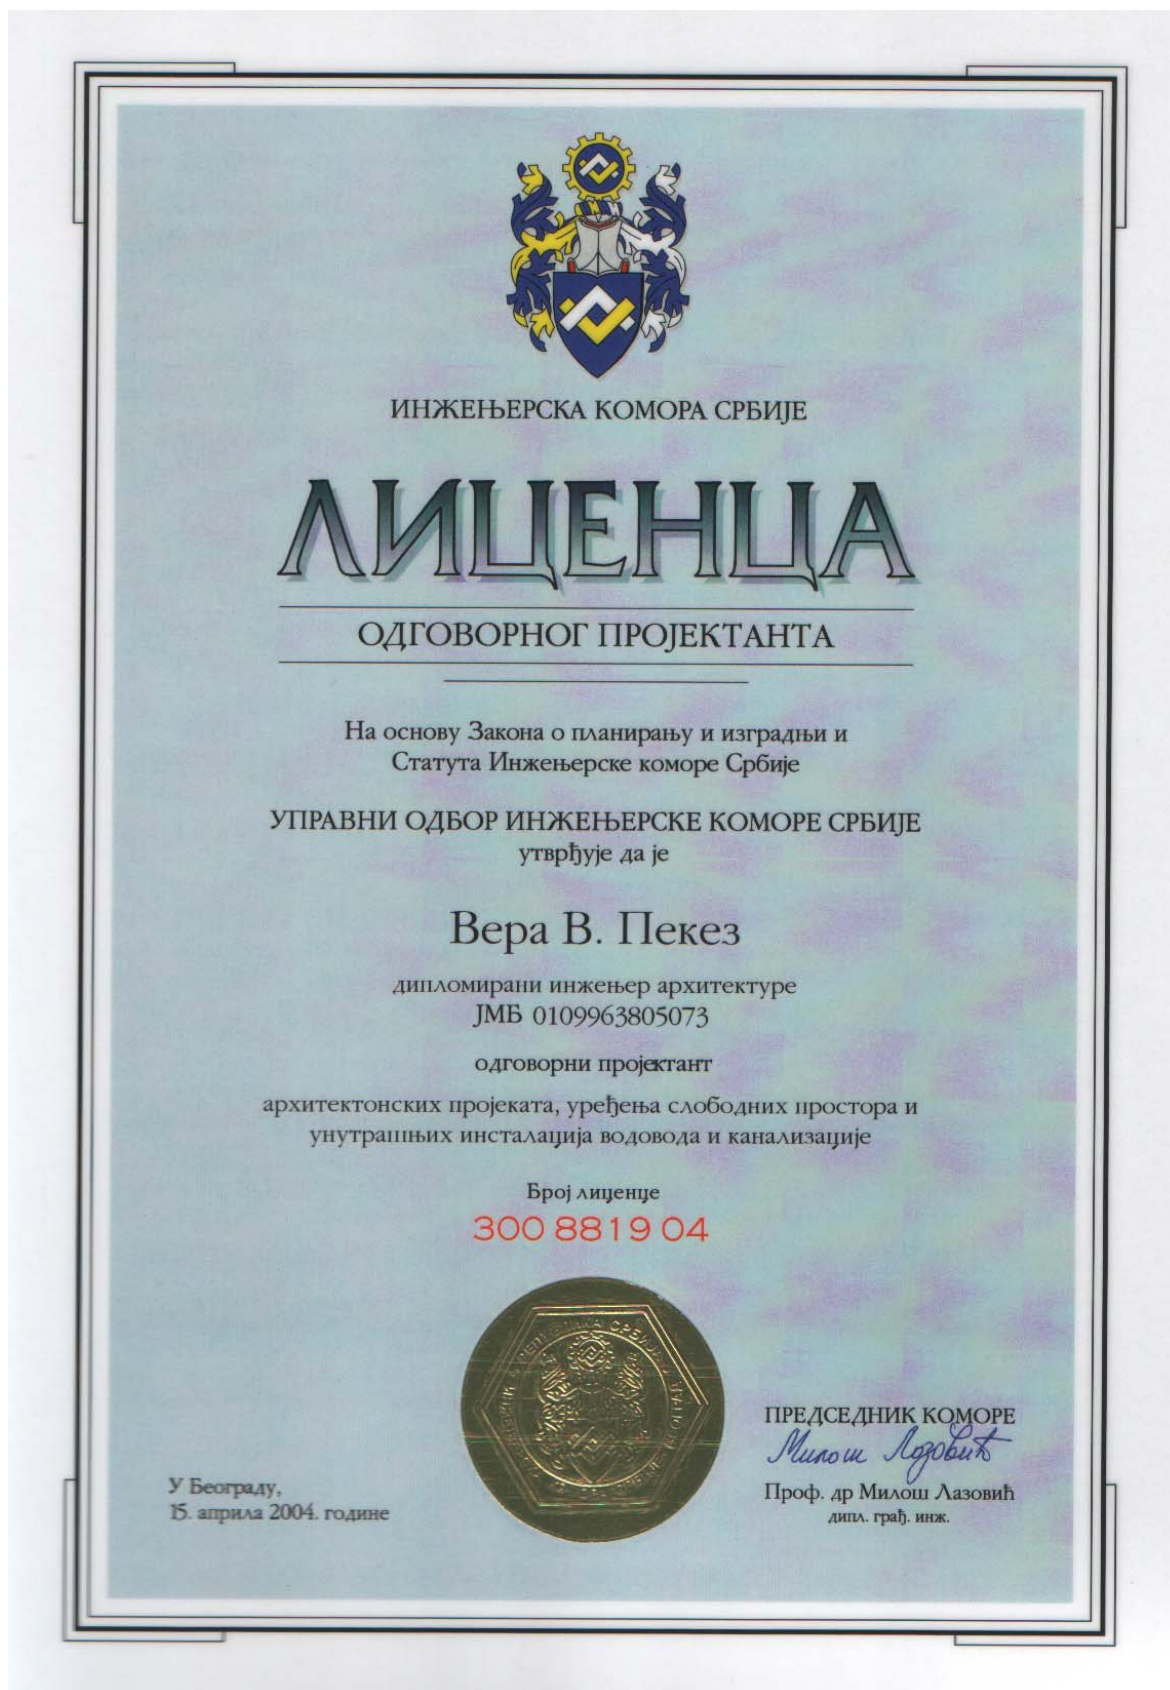 ИНЖЕЊЕРСКА КОМОРА СРБИЈЕ
ЛИЦЕНЦА
ОДГОВОРНОГ ПРОЈЕКТАНТА
На основу Закона о планирању и изградњи и
Статута Инжењерске коморе Србије
УПРАВНИ ОДБОР ИНЖЕЊЕРСКЕ КОМОРЕ СРБИЈЕ
утврђује да је
Вера В. Пекез
дипломирани инжењер архитектуре
ЈМБ 0109963805073
одговорни пројектант
архитектонских пројеката, уређења слободних простора и
унутрашњих инсталација водовода и канализације
Број лиценце
300 8819 04
РЕПУБЛИКА СРБИЈА
ПРЕДСЕДНИК КОМОРЕ
Милош Лазовић
Проф. др Милош Лазовић
дипл. грађ. инж.
У Београду,
15. априла 2004. године